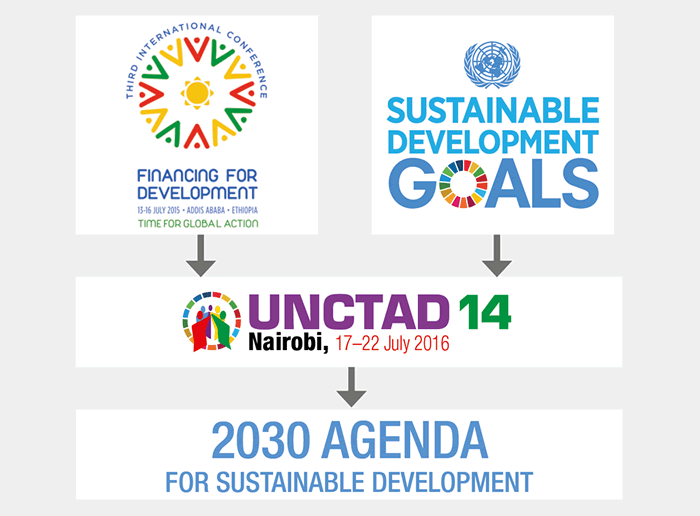 THIRD INTERNATIONAL CONFERENCE
FINANCING FOR
DEVELOPMENT
13-16 JULY 2015 • ADDIS ABABA • ETHIOPIA
TIME FOR GLOBAL ACTION
SUSTAINABLE
DEVELOPMENT
GOALS
UNCTAD 14
Nairobi, 17–22 July 2016
2030 AGENDA
FOR SUSTAINABLE DEVELOPMENT